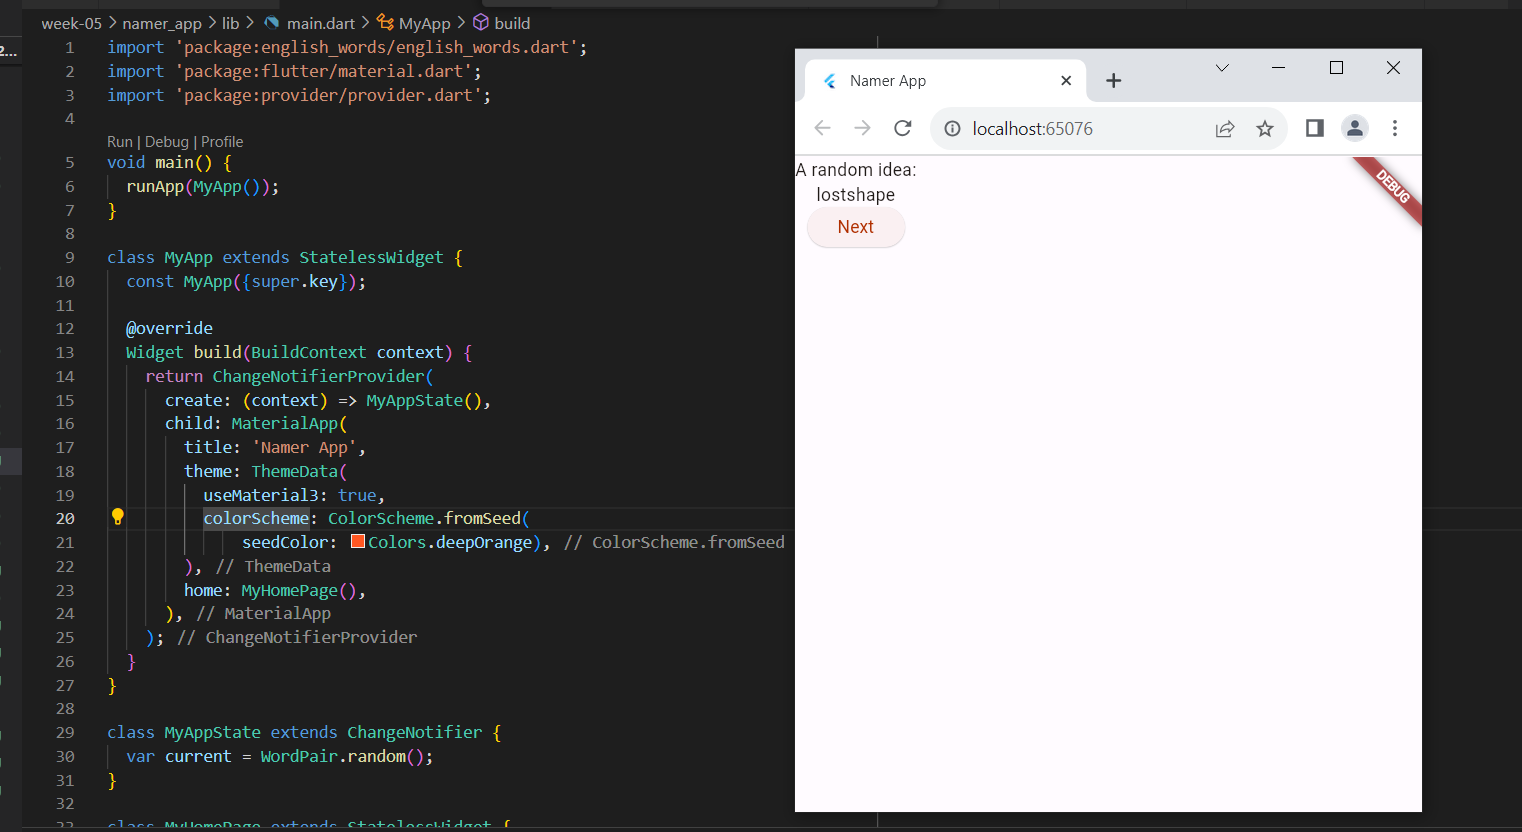 week-05 > namer_app > lib > main.dart > MyApp > build
1 import 'package:english_words/english_words.dart';
2 import 'package:flutter/material.dart';
3 import 'package:provider/provider.dart';
4
Run | Debug | Profile
5 void main() {
6 runApp(MyApp());
7 }
8
9 class MyApp extends StatelessWidget {
10 const MyApp({super.key});
11
12 @override
13 Widget build(BuildContext context) {
14 return ChangeNotifierProvider(
15 create: (context) => MyAppState(),
16 child: MaterialApp(
17 title: 'Namer App',
18 theme: ThemeData(
19 useMaterial3: true,
20 colorScheme: ColorScheme.fromSeed(
21 seedColor: Colors.deepOrange), // ColorScheme.fromSeed
22 ), // ThemeData
23 home: MyHomePage(),
24 ), // MaterialApp
25 ); // ChangeNotifierProvider
26 }
27 }
28
29 class MyAppState extends ChangeNotifier {
30 var current = WordPair.random();
31 }
32
33 class MyHomePage extends StatelessWidget {
Namer App
localhost:65076
A random idea:
lostshape
Next
DEBUG